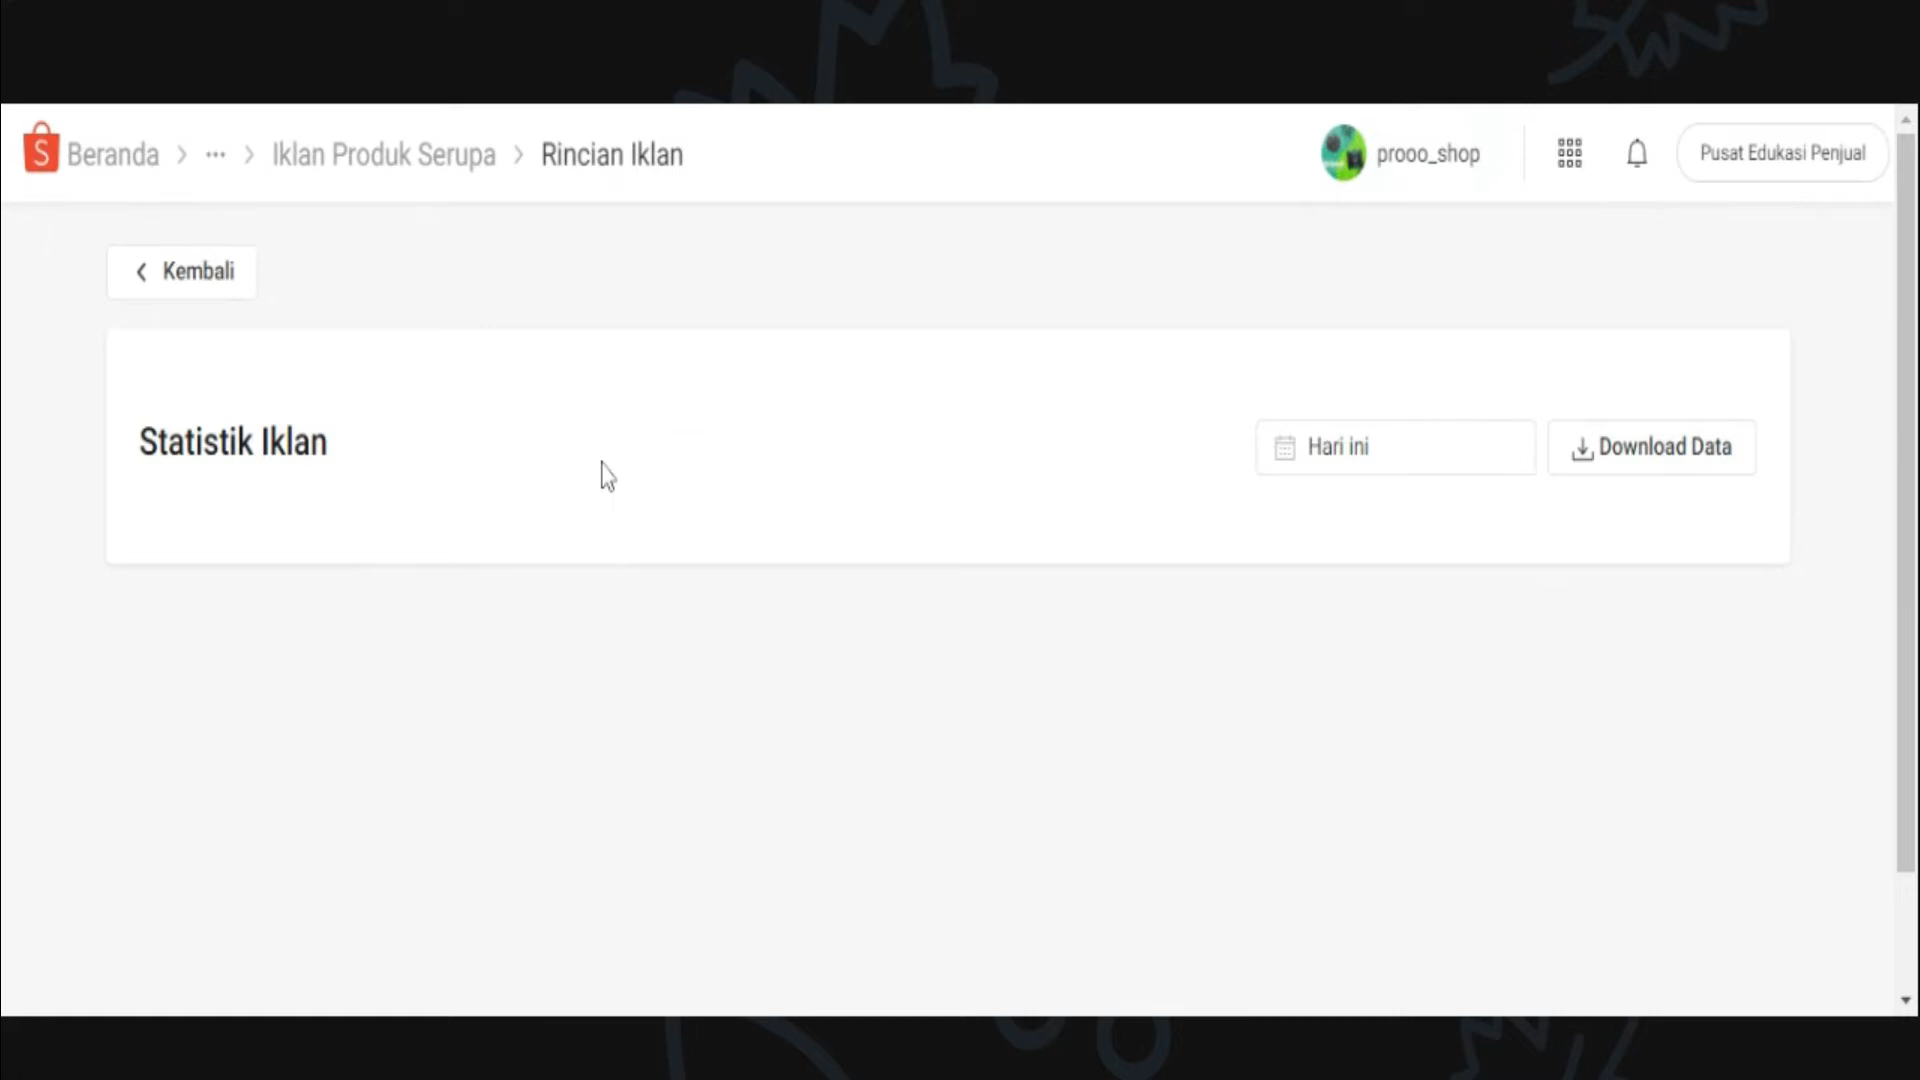 S Beranda > ... > Iklan Produk Serupa > Rincian Iklan
prooo_shop
Pusat Edukasi Penjual
Kembali
Statistik Iklan
Hari ini
Download Data